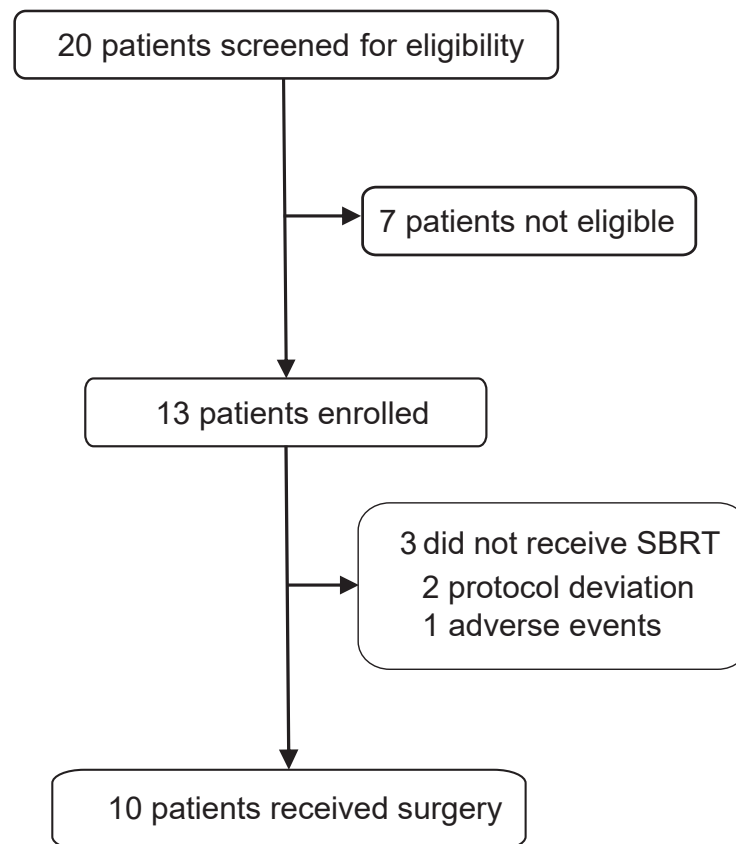 20 patients screened for eligibility
7 patients not eligible
13 patients enrolled
3 did not receive SBRT
2 protocol deviation
1 adverse events
10 patients received surgery